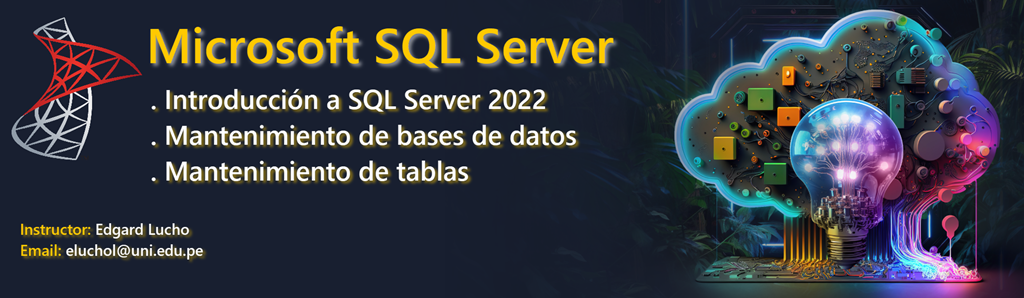 Microsoft SQL Server
. Introducción a SQL Server 2022
. Mantenimiento de bases de datos
. Mantenimiento de tablas
Instructor: Edgard Lucho
Email: eluchol@uni.edu.pe